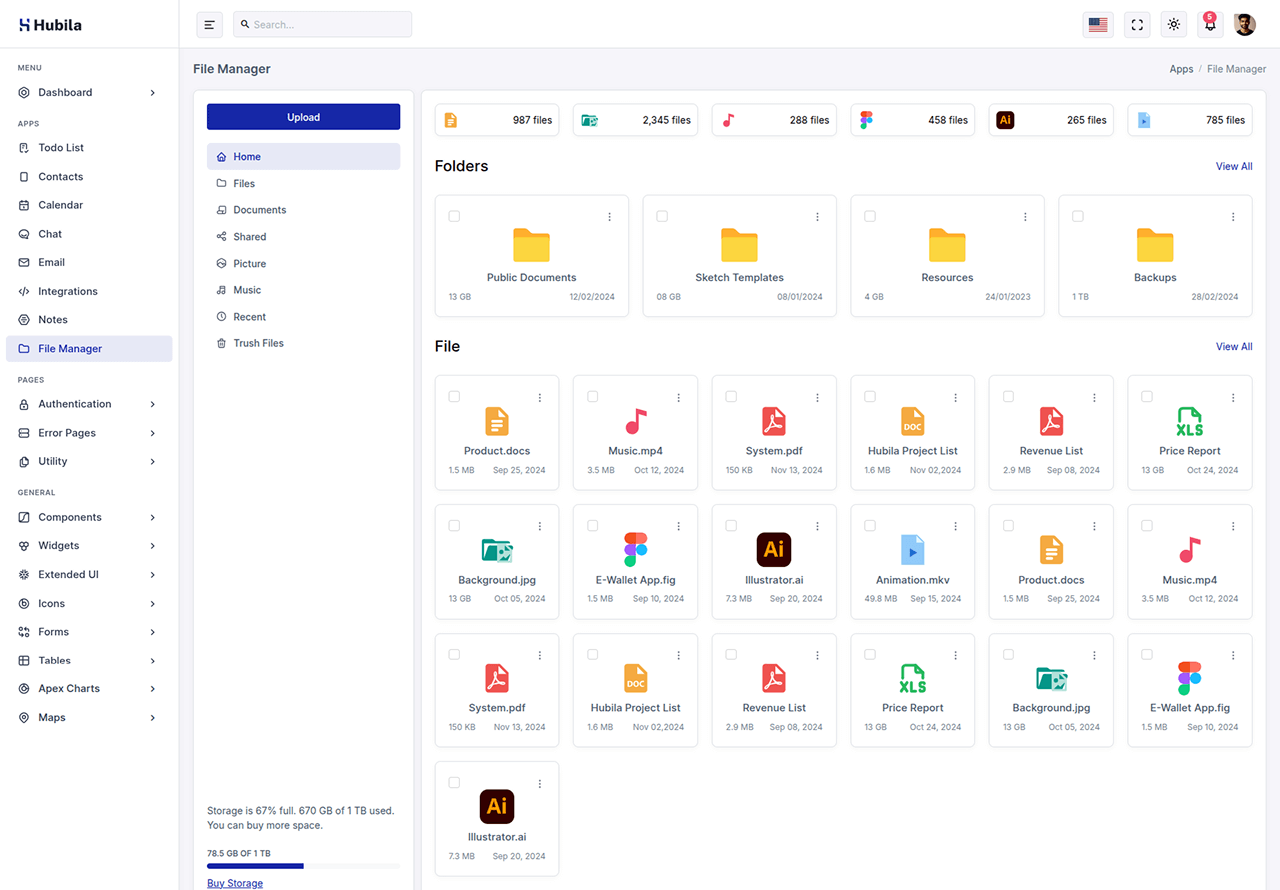 Hubila
Search...
5
MENU
Dashboard
APPS
Todo List
Contacts
Calendar
Chat
Email
Integrations
Notes
File Manager
PAGES
Authentication
Error Pages
Utility
GENERAL
Components
Widgets
Extended UI
Icons
Forms
Tables
Apex Charts
Maps
File Manager
Apps / File Manager
Upload
Home
Files
Documents
Shared
Picture
Music
Recent
Trush Files
Storage is 67% full. 670 GB of 1 TB used.
You can buy more space.
78.5 GB OF 1 TB
Buy Storage
987 files
2,345 files
288 files
458 files
Ai 265 files
785 files
Folders View All
Public Documents
13 GB 12/02/2024
Sketch Templates
08 GB 08/01/2024
Resources
4 GB 24/01/2023
Backups
1 TB 28/02/2024
File View All
Product.docs
1.5 MB Sep 25, 2024
Music.mp4
3.5 MB Oct 12, 2024
System.pdf
150 KB Nov 13, 2024
DOC
Hubila Project List
1.6 MB Nov 02,2024
Revenue List
2.9 MB Sep 08, 2024
XLS
Price Report
13 GB Oct 24, 2024
Background.jpg
13 GB Oct 05, 2024
E-Wallet App.fig
1.5 MB Sep 10, 2024
Ai
Illustrator.ai
7.3 MB Sep 20, 2024
Animation.mkv
49.8 MB Sep 15, 2024
Product.docs
1.5 MB Sep 25, 2024
Music.mp4
3.5 MB Oct 12, 2024
System.pdf
150 KB Nov 13, 2024
DOC
Hubila Project List
1.6 MB Nov 02,2024
Revenue List
2.9 MB Sep 08, 2024
XLS
Price Report
13 GB Oct 24, 2024
Background.jpg
13 GB Oct 05, 2024
E-Wallet App.fig
1.5 MB Sep 10, 2024
Ai
Illustrator.ai
7.3 MB Sep 20, 2024